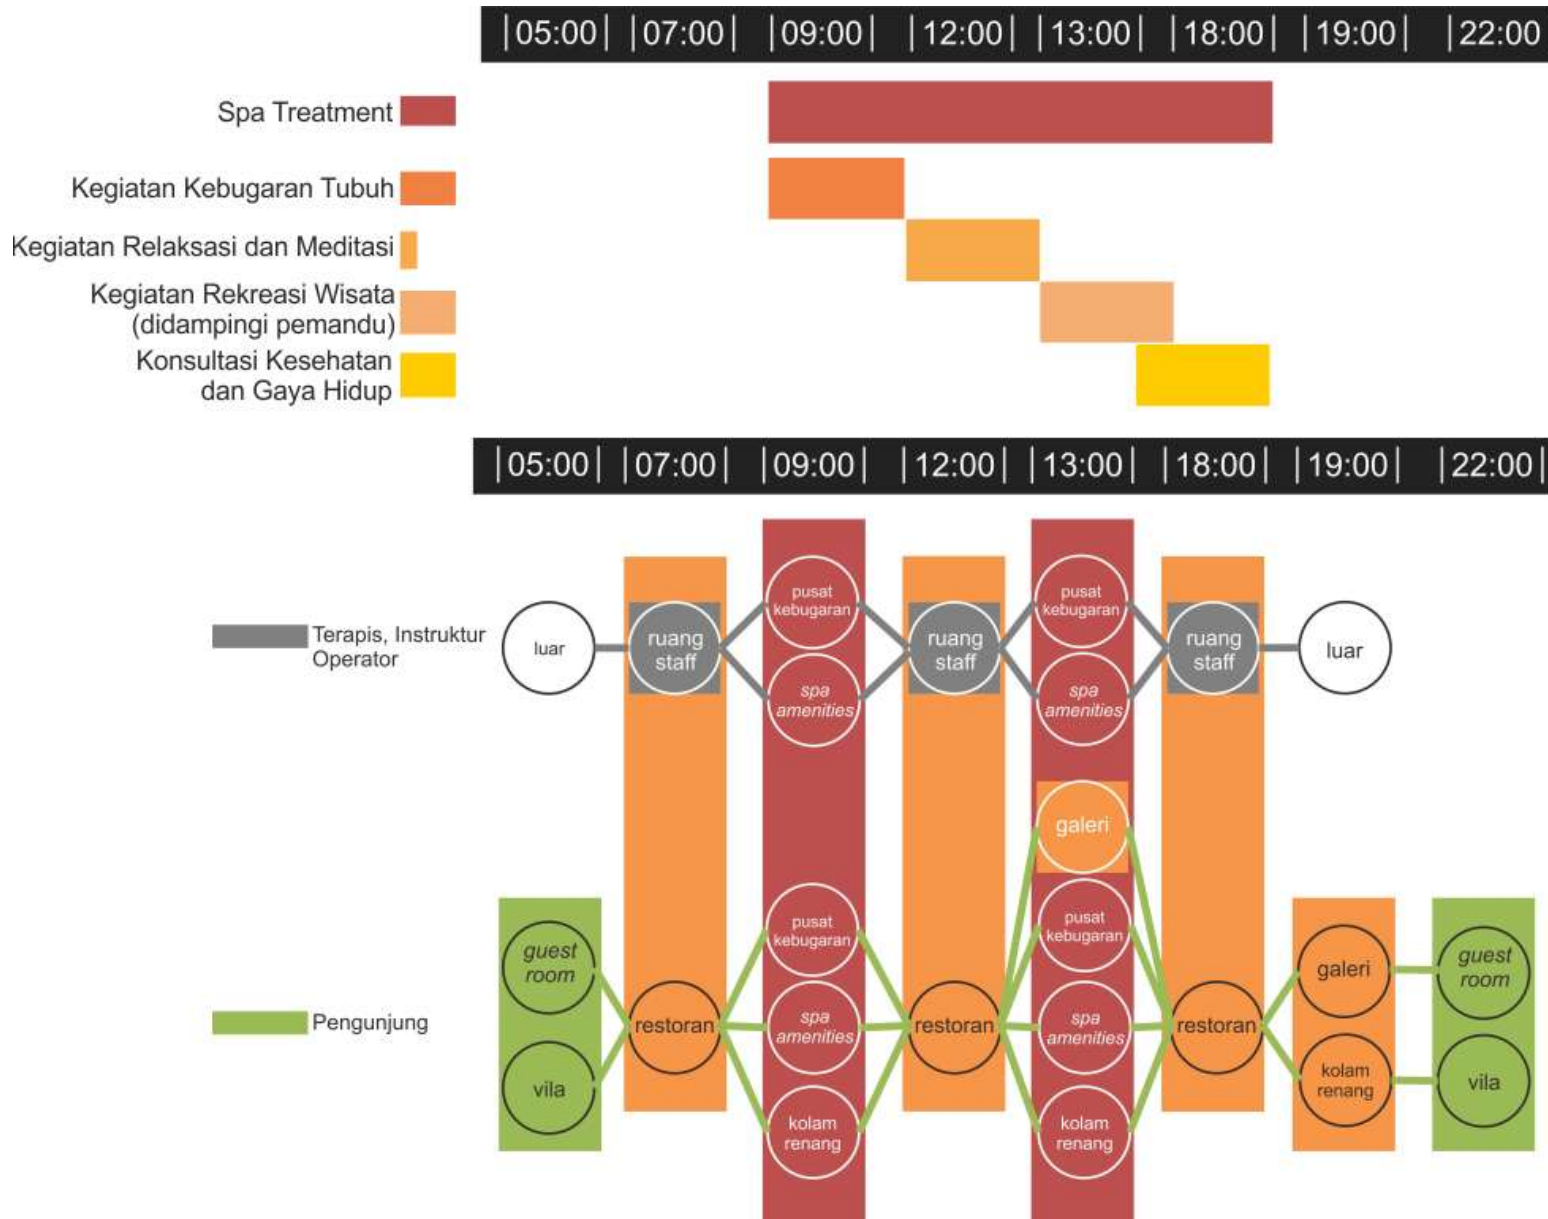 |05:00| |07:00| |09:00| |12:00| |13:00| |18:00| |19:00| |22:00
Spa Treatment
Kegiatan Kebugaran Tubuh
Kegiatan Relaksasi dan Meditasi
Kegiatan Rekreasi Wisata
(didampingi pemandu)
Konsultasi Kesehatan
dan Gaya Hidup
|05:00| |07:00| |09:00| |12:00| |13:00| |18:00| |19:00| |22:00|
Terapis, Instruktur
Operator
luar
ruang
staff
pusat
kebugaran
spa
amenities
ruang
staff
pusat
kebugaran
spa
amenities
ruang
staff
luar
Pengunjung
guest
room
vila
restoran
pusat
kebugaran
spa
amenities
kolam
renang
restoran
galeri
pusat
kebugaran
spa
amenities
kolam
renang
restoran
galeri
kolam
renang
guest
room
vila